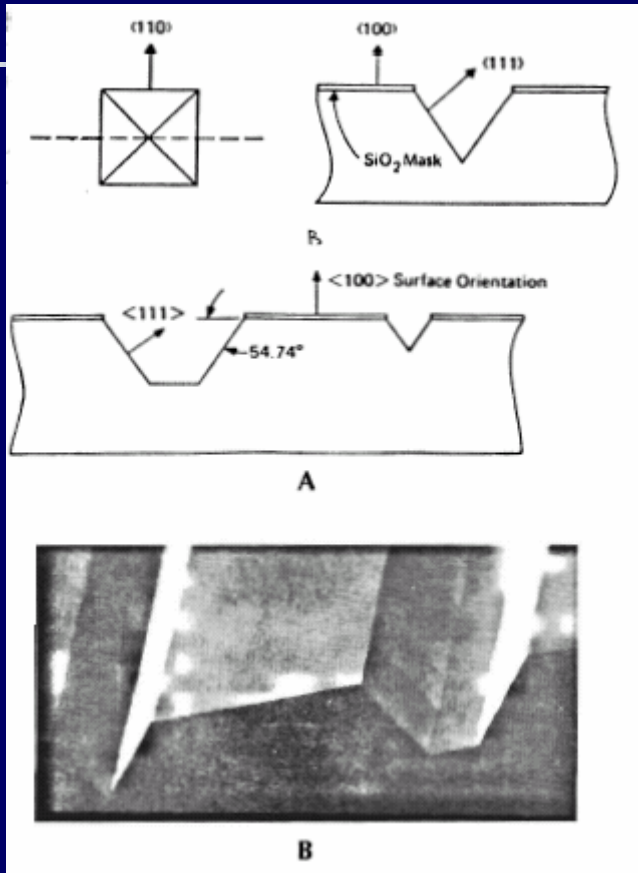 ⟨110⟩
⟨100⟩
⟨111⟩
SiO2 Mask
B
<100> Surface Orientation
<111>
54.74°
A
B